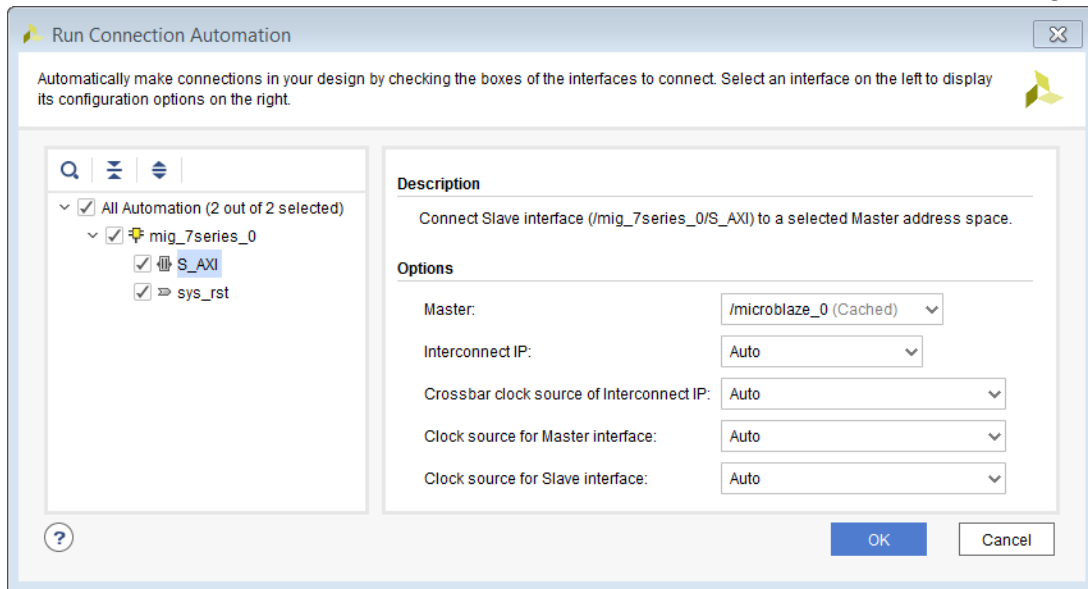 Run Connection Automation
Automatically make connections in your design by checking the boxes of the interfaces to connect. Select an interface on the left to display
its configuration options on the right.
All Automation (2 out of 2 selected)
mig_7series_0
S_AXI
sys_rst
Description
Connect Slave interface (/mig_7series_0/S_AXI) to a selected Master address space.
Options
Master: /microblaze_0 (Cached)
Interconnect IP: Auto
Crossbar clock source of Interconnect IP: Auto
Clock source for Master interface: Auto
Clock source for Slave interface: Auto
?
OK Cancel